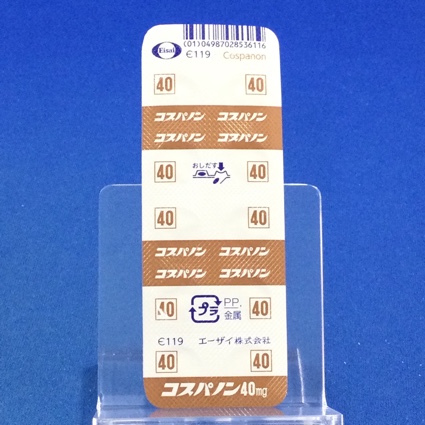 Eisai
(01)04987028536116
€119 Cospanon
40 40
コスパノン コスパノン
コスパノン コスパノン
おしだす
40 40
40 40
コスパノン コスパノン
コスパノン コスパノン
40 プラ PP. 40
金属
€119 エーザイ株式会社
40 40
コスパノン40mg